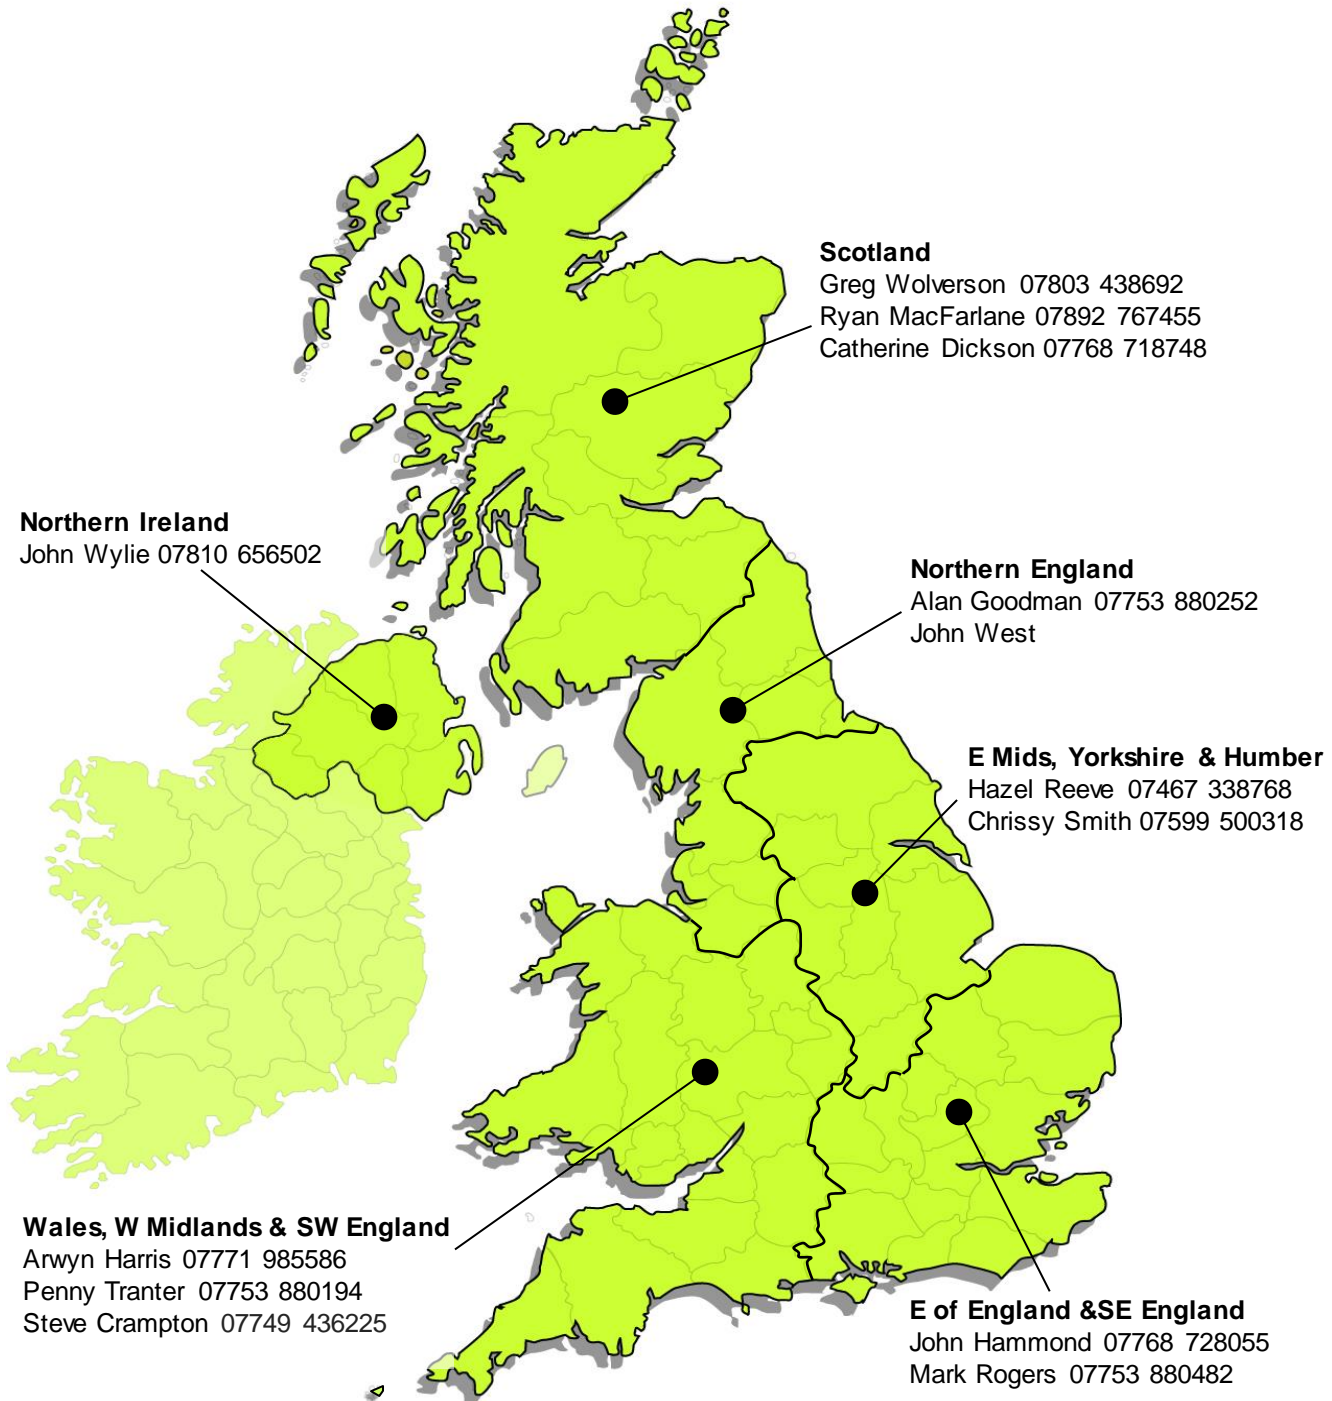 Scotland
Greg Wolverson 07803 438692
Ryan MacFarlane 07892 767455
Catherine Dickson 07768 718748
Northern Ireland
John Wylie 07810 656502
Northern England
Alan Goodman 07753 880252
John West
E Mids, Yorkshire & Humber
Hazel Reeve 07467 338768
Chrissy Smith 07599 500318
Wales, W Midlands & SW England
Arwyn Harris 07771 985586
Penny Tranter 07753 880194
Steve Crampton 07749 436225
E of England &SE England
John Hammond 07768 728055
Mark Rogers 07753 880482